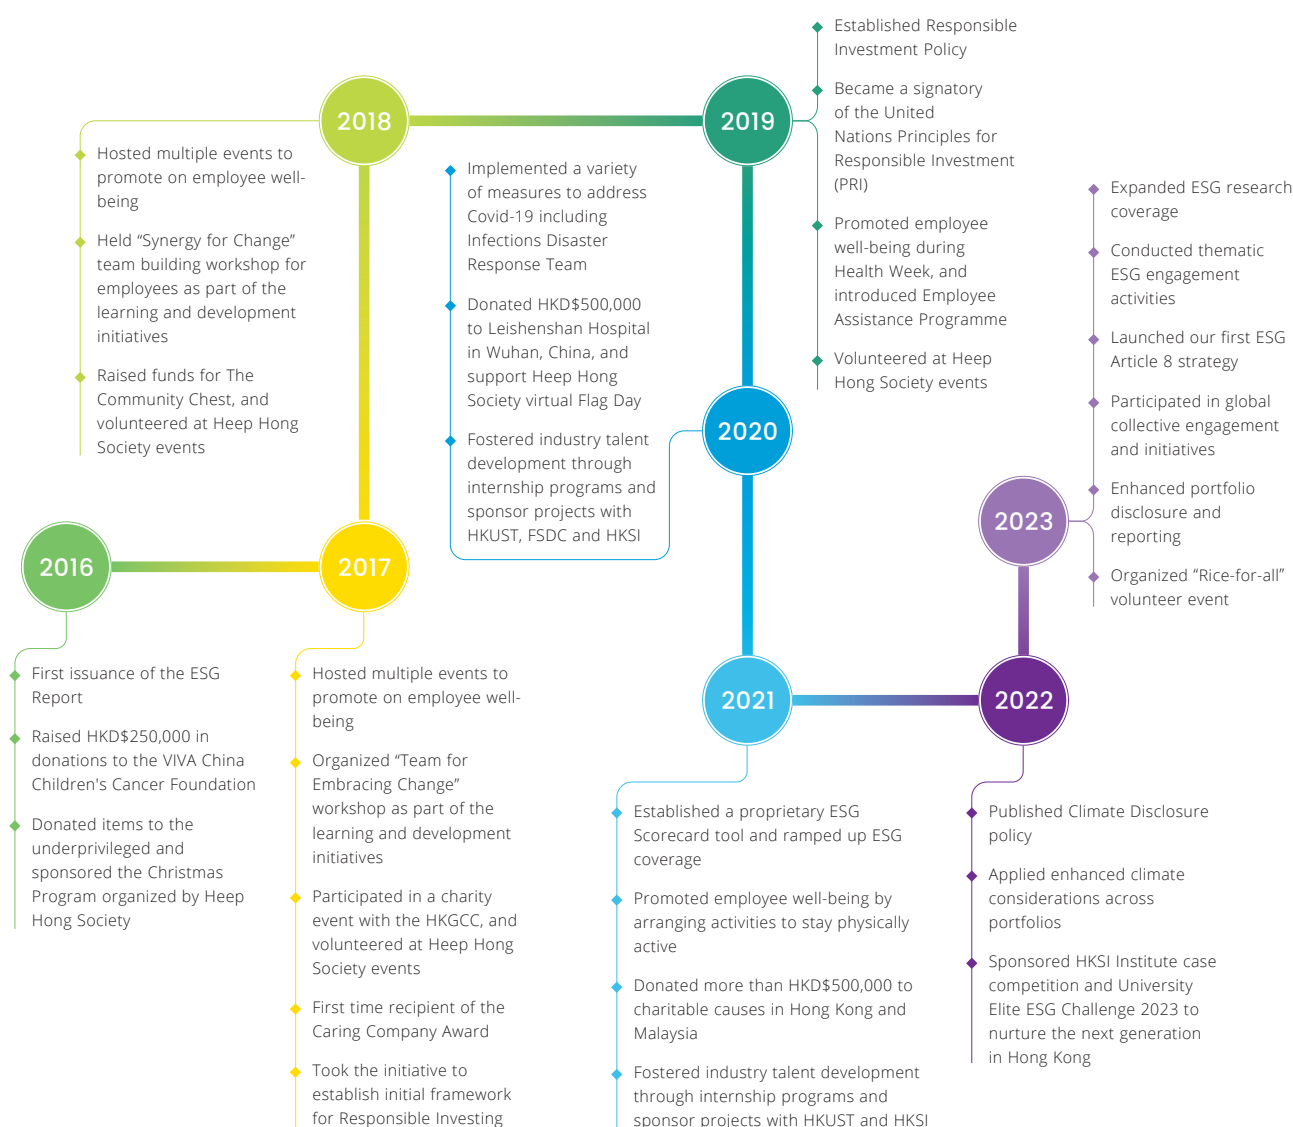 2016
First issuance of the ESG
Report
Raised HKD$250,000 in
donations to the VIVA China
Children's Cancer Foundation
Donated items to the
underprivileged and
sponsored the Christmas
Program organized by Heep
Hong Society
2017
Hosted multiple events to
promote on employee well-
being
Organized “Team for
Embracing Change”
workshop as part of the
learning and development
initiatives
Participated in a charity
event with the HKGCC, and
volunteered at Heep Hong
Society events
First time recipient of the
Caring Company Award
Took the initiative to
establish initial framework
for Responsible Investing
2018
Hosted multiple events to
promote on employee well-
being
Held “Synergy for Change”
team building workshop for
employees as part of the
learning and development
initiatives
Raised funds for The
Community Chest, and
volunteered at Heep Hong
Society events
2019
Established Responsible
Investment Policy
Became a signatory
of the United
Nations Principles for
Responsible Investment
(PRI)
Promoted employee
well-being during
Health Week, and
introduced Employee
Assistance Programme
Volunteered at Heep
Hong Society events
2020
Implemented a variety
of measures to address
Covid-19 including
Infections Disaster
Response Team
Donated HKD$500,000
to Leishenshan Hospital
in Wuhan, China, and
support Heep Hong
Society virtual Flag Day
Fostered industry talent
development through
internship programs and
sponsor projects with
HKUST, FSDC and HKSI
2021
Established a proprietary ESG
Scorecard tool and ramped up ESG
coverage
Promoted employee well-being by
arranging activities to stay physically
active
Donated more than HKD$500,000 to
charitable causes in Hong Kong and
Malaysia
Fostered industry talent development
through internship programs and
sponsor projects with HKUST and HKSI
2022
Published Climate Disclosure
policy
Applied enhanced climate
considerations across
portfolios
Sponsored HKSI Institute case
competition and University
Elite ESG Challenge 2023 to
nurture the next generation
in Hong Kong
2023
Expanded ESG research
coverage
Conducted thematic
ESG engagement
activities
Launched our first ESG
Article 8 strategy
Participated in global
collective engagement
and initiatives
Enhanced portfolio
disclosure and
reporting
Organized “Rice-for-all”
volunteer event